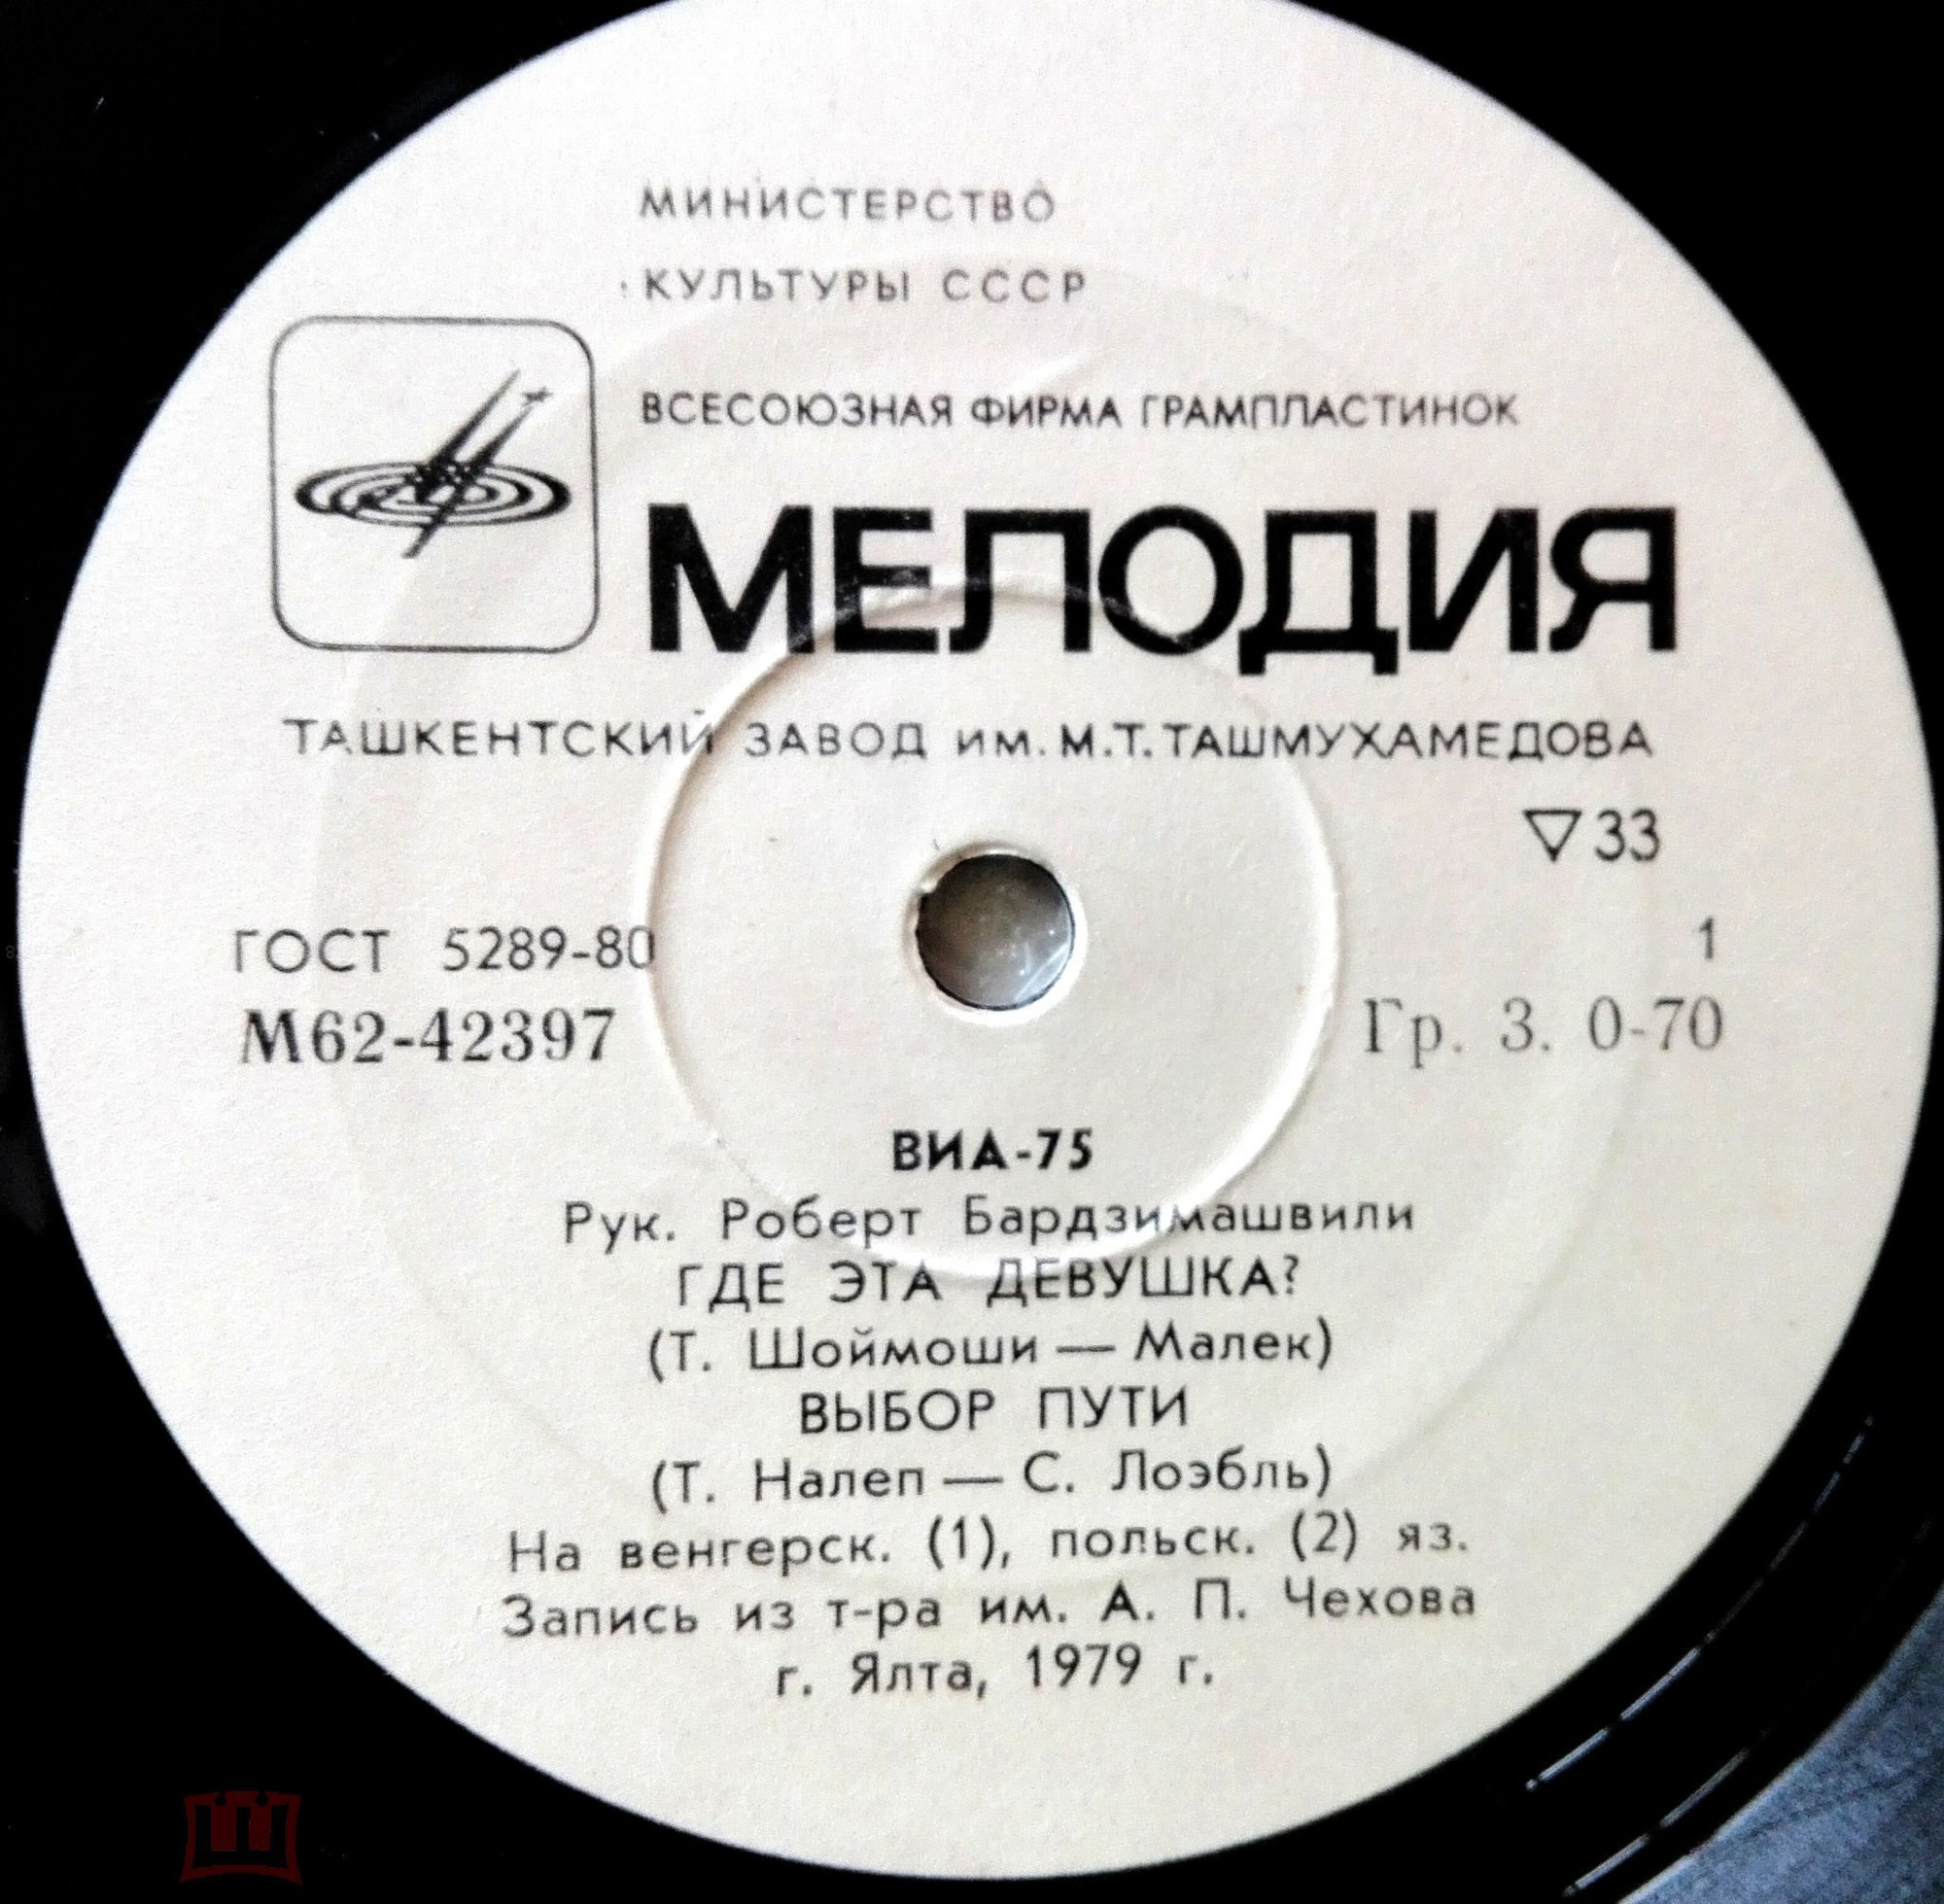 МИНИСТЕРСТВО
КУЛЬТУРЫ СССР
ВСЕСОЮЗНАЯ ФИРМА ГРАМПЛАСТИНОК
МЕЛОДИЯ
ТАШКЕНТСКИЙ ЗАВОД им. М.Т. ТАШМУХАМЕДОВА
▽33
ГОСТ 5289-80 1
М62-42397 Гр. 3. 0-70
ВИА-75
Рук. Роберт Бардзимашвили
ГДЕ ЭТА ДЕВУШКА?
(Т. Шоймоши — Малек)
ВЫБОР ПУТИ
(Т. Налеп — С. Лоэбль)
На венгерск. (1), польск. (2) яз.
Запись из т-ра им. А. П. Чехова
г. Ялта, 1979 г.